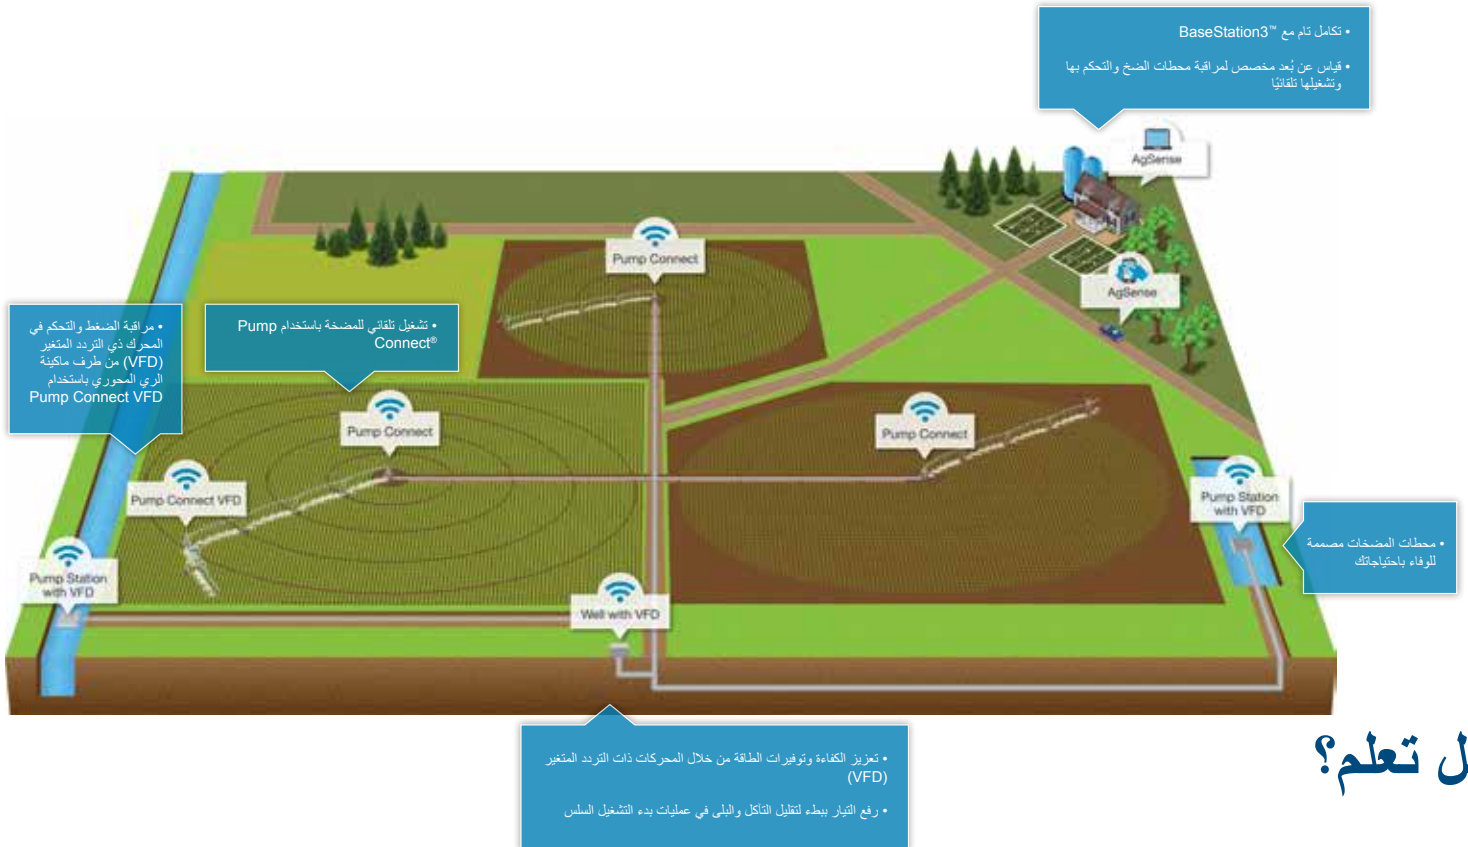 • تكامل تام مع BaseStation3™
• قياس عن بُعد مخصص لمراقبة محطات الضخ والتحكم بها
وتشغيلها تلقائيًا
AgSense
Pump Connect
AgSense
• مراقبة الضغط والتحكم في
المحرك ذي التردد المتغير
(VFD) من طرف ماكينة
الري المحوري باستخدام
Pump Connect VFD
• تشغيل تلقائي للمضخة باستخدام Pump
Connect®
Pump Connect
Pump Connect
Pump Connect VFD
Pump Station
with VFD
• محطات المضخات مصممة
للوفاء باحتياجاتك
Pump Station
with VFD
Well with VFD
• تعزيز الكفاءة وتوفيرات الطاقة من خلال المحركات ذات التردد المتغير
(VFD)
• رفع التيار ببطء لتقليل التآكل والبلى في عمليات بدء التشغيل السلس
ل تعلم؟